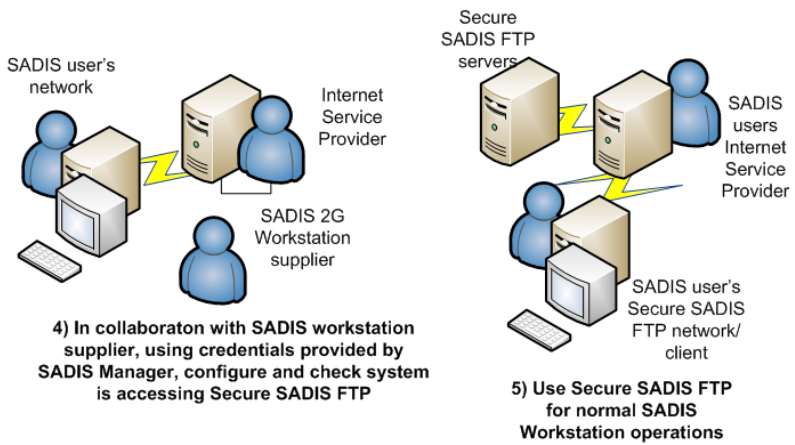 SADIS user's
network
Internet
Service
Provider
SADIS 2G
Workstation
supplier
4) In collaboraton with SADIS workstation
supplier, using credentials provided by
SADIS Manager, configure and check system
is accessing Secure SADIS FTP
Secure
SADIS FTP
servers
SADIS
users
Internet
Service
Provider
SADIS user's
Secure SADIS
FTP network/
client
5) Use Secure SADIS FTP
for normal SADIS
Workstation operations